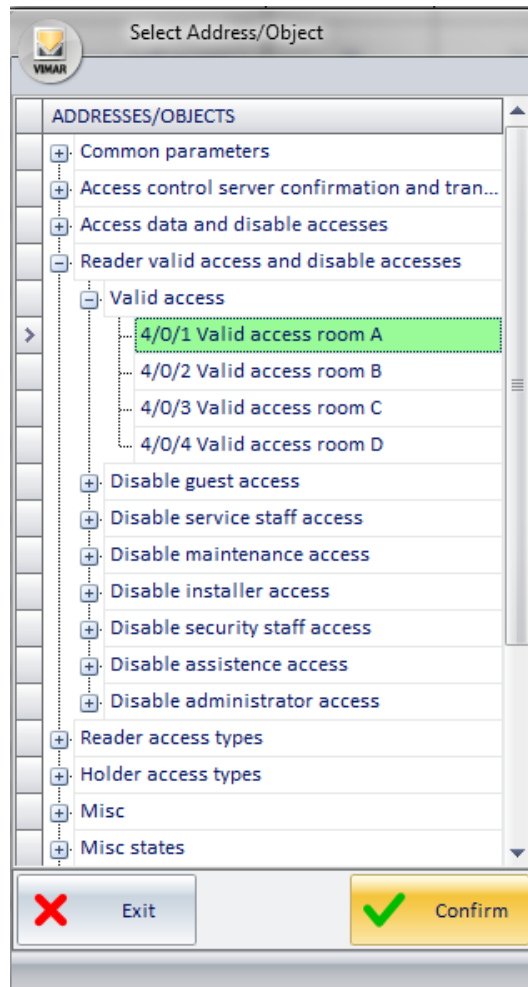 Select Address/Object
VIMAR
ADDRESSES/OBJECTS
Common parameters
Access control server confirmation and tran...
Access data and disable accesses
Reader valid access and disable accesses
Valid access
4/0/1 Valid access room A
4/0/2 Valid access room B
4/0/3 Valid access room C
4/0/4 Valid access room D
Disable guest access
Disable service staff access
Disable maintenance access
Disable installer access
Disable security staff access
Disable assistence access
Disable administrator access
Reader access types
Holder access types
Misc
Misc states
Exit
Confirm